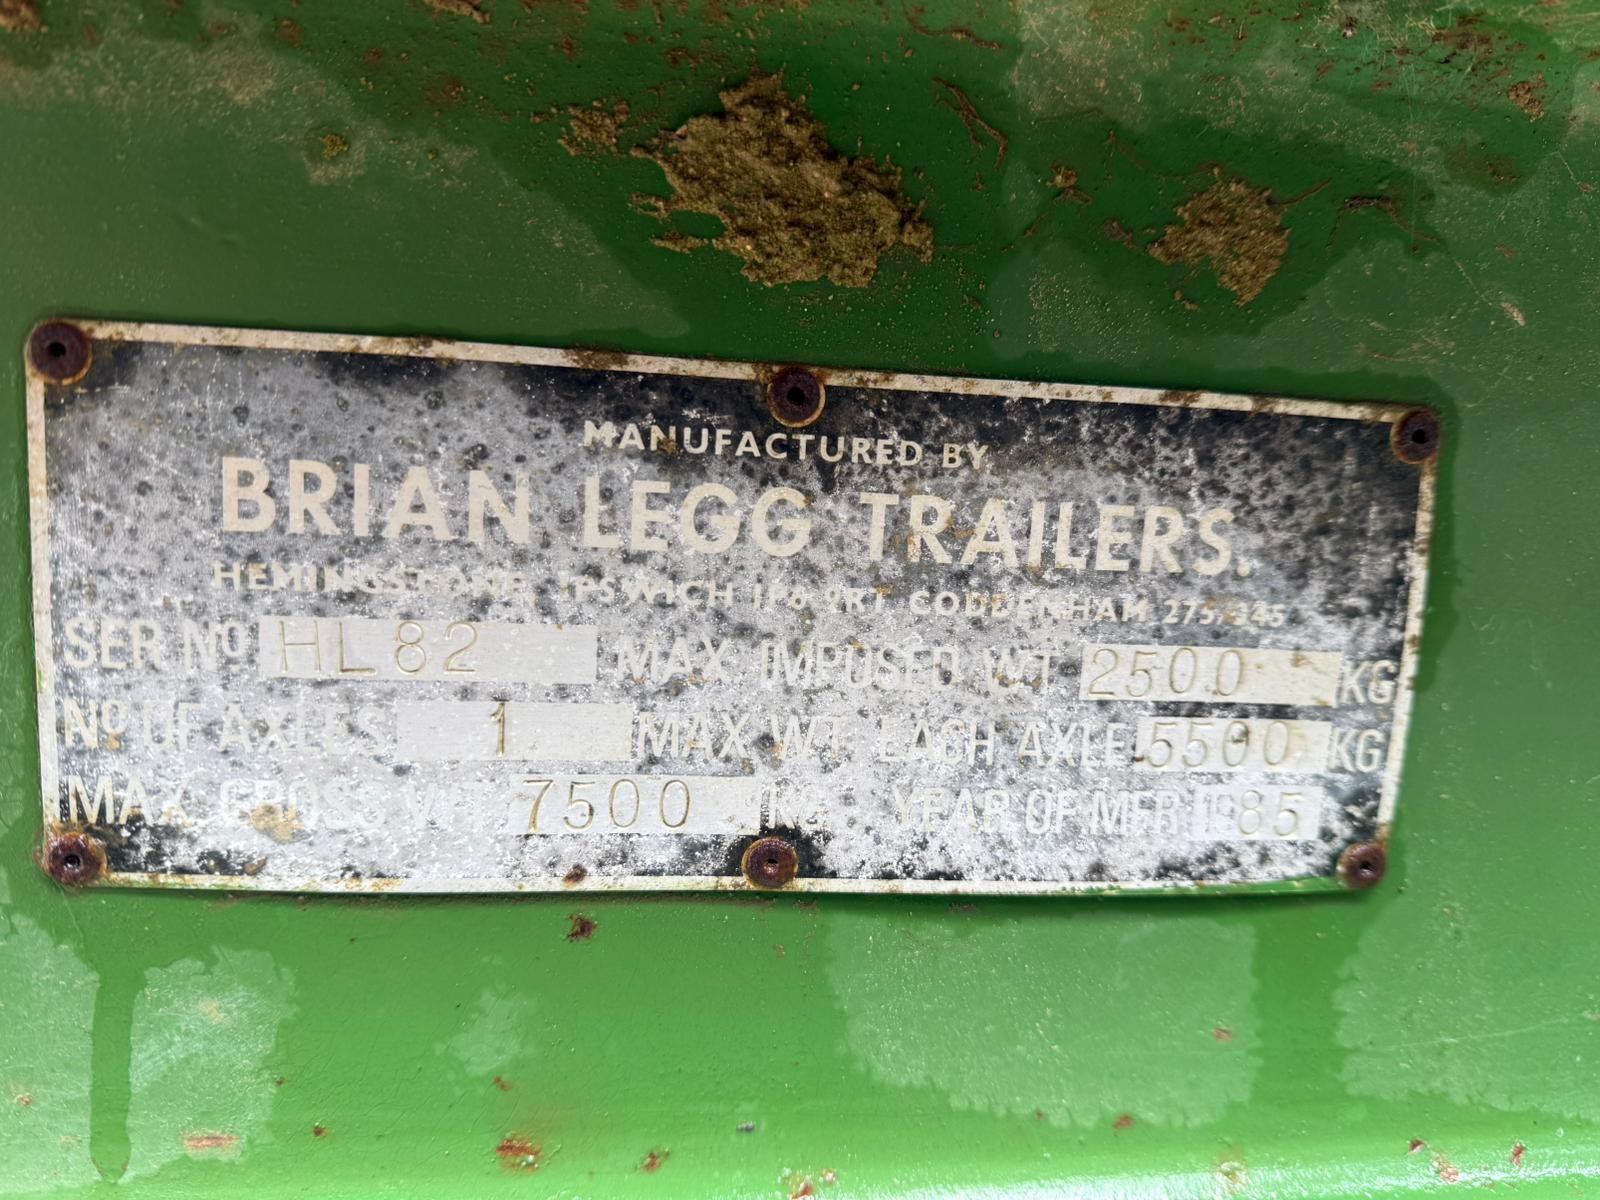 MANUFACTURED BY
BRIAN LEGG TRAILERS.
HEMINGSTONE, IPSWICH IP6 9RT CODDENHAM 275/345
SER Nº HL82 MAX. IMPOSED WT 2500 KG
Nº OF AXLES 1 MAX WT. EACH AXLE 5500 KG
MAX. GROSS WT. 7500 KG YEAR OF MFR 1985